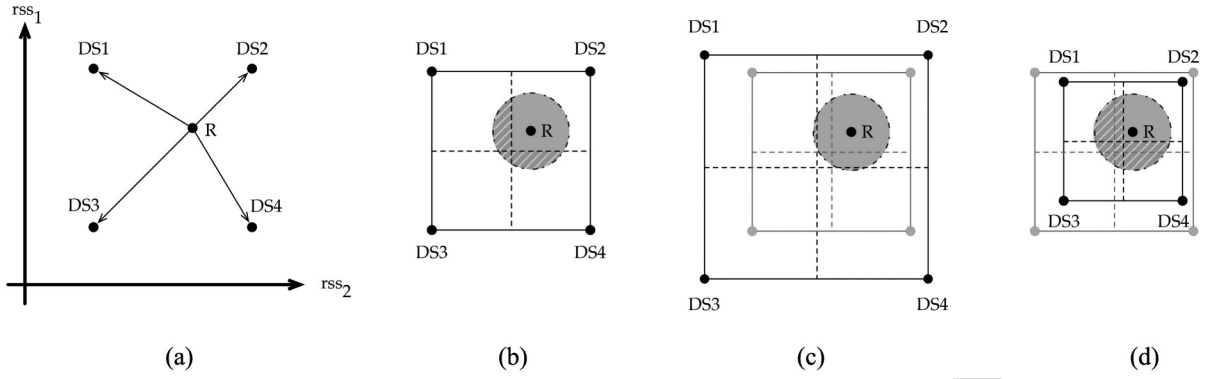 rss1
DS1
DS2
R
DS3
DS4
rss2
(a)
DS1
DS2
R
DS3
DS4
(b)
DS1
DS2
R
DS3
DS4
(c)
DS1
DS2
R
DS3
DS4
(d)